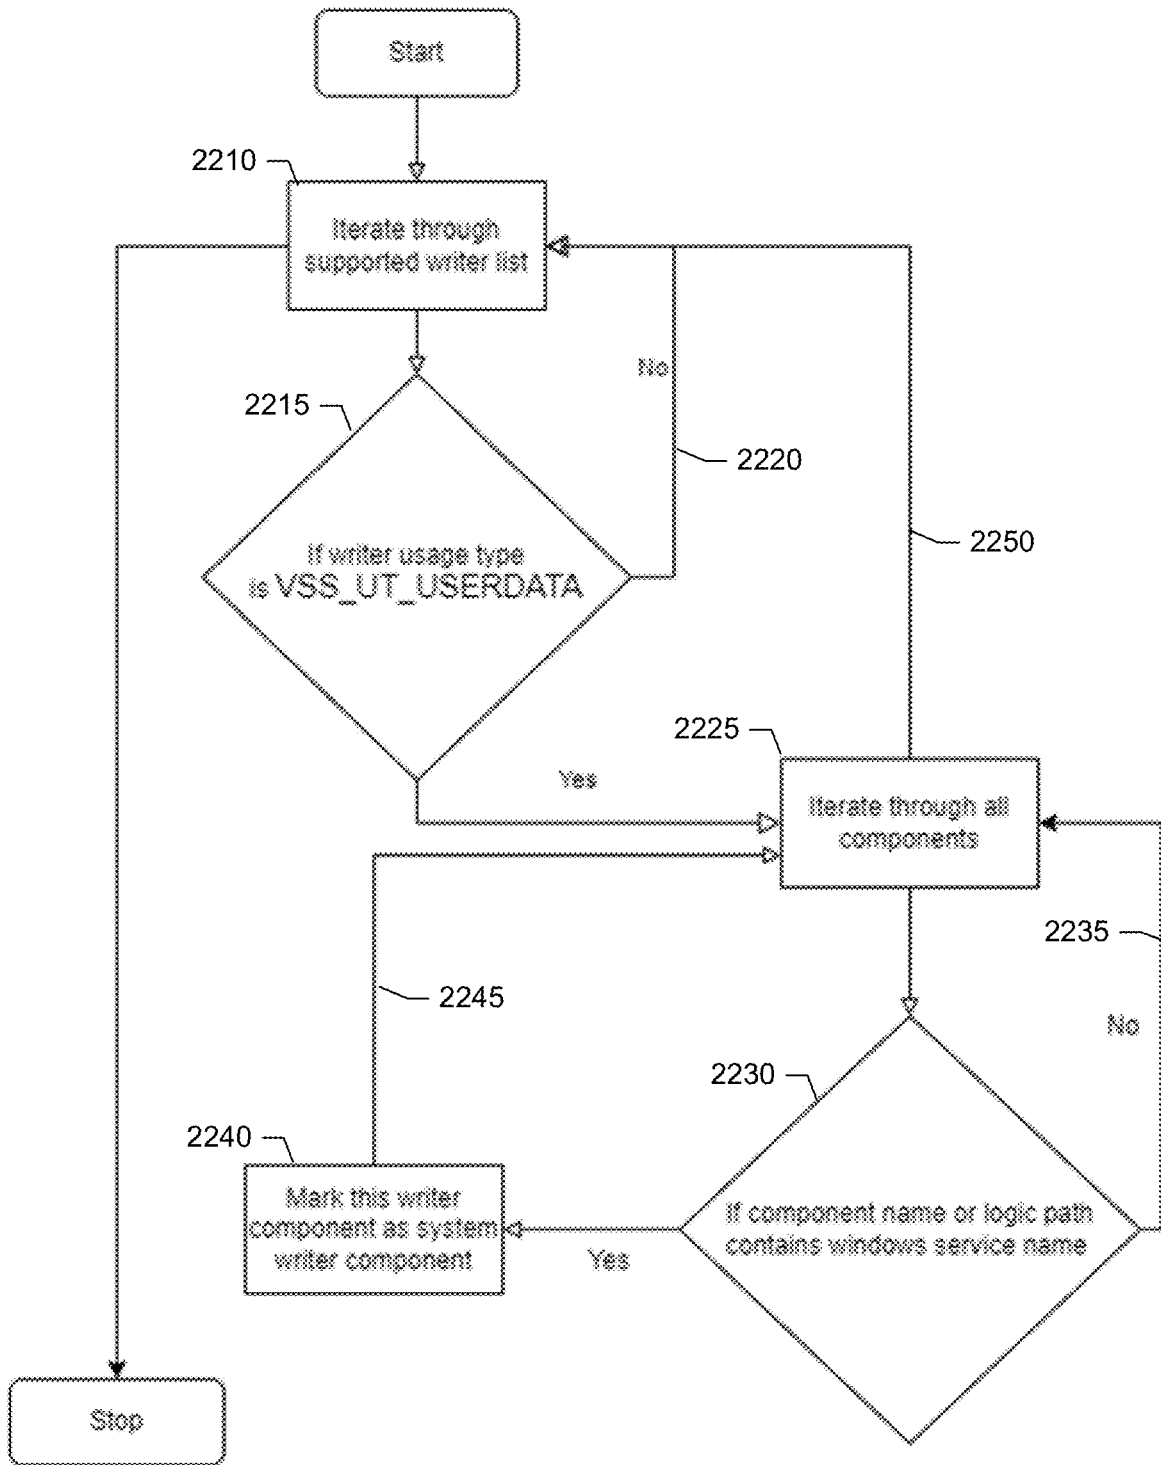 Start
2210
Iterate through
supported writer list
No
2215
2220
2250
If writer usage type
is VSS_UT_USERDATA
2225
Yes
Iterate through all
components
2235
2245
No
2230
2240
Mark this writer
component as system
writer component
Yes
If component name or logic path
contains windows service name
Stop